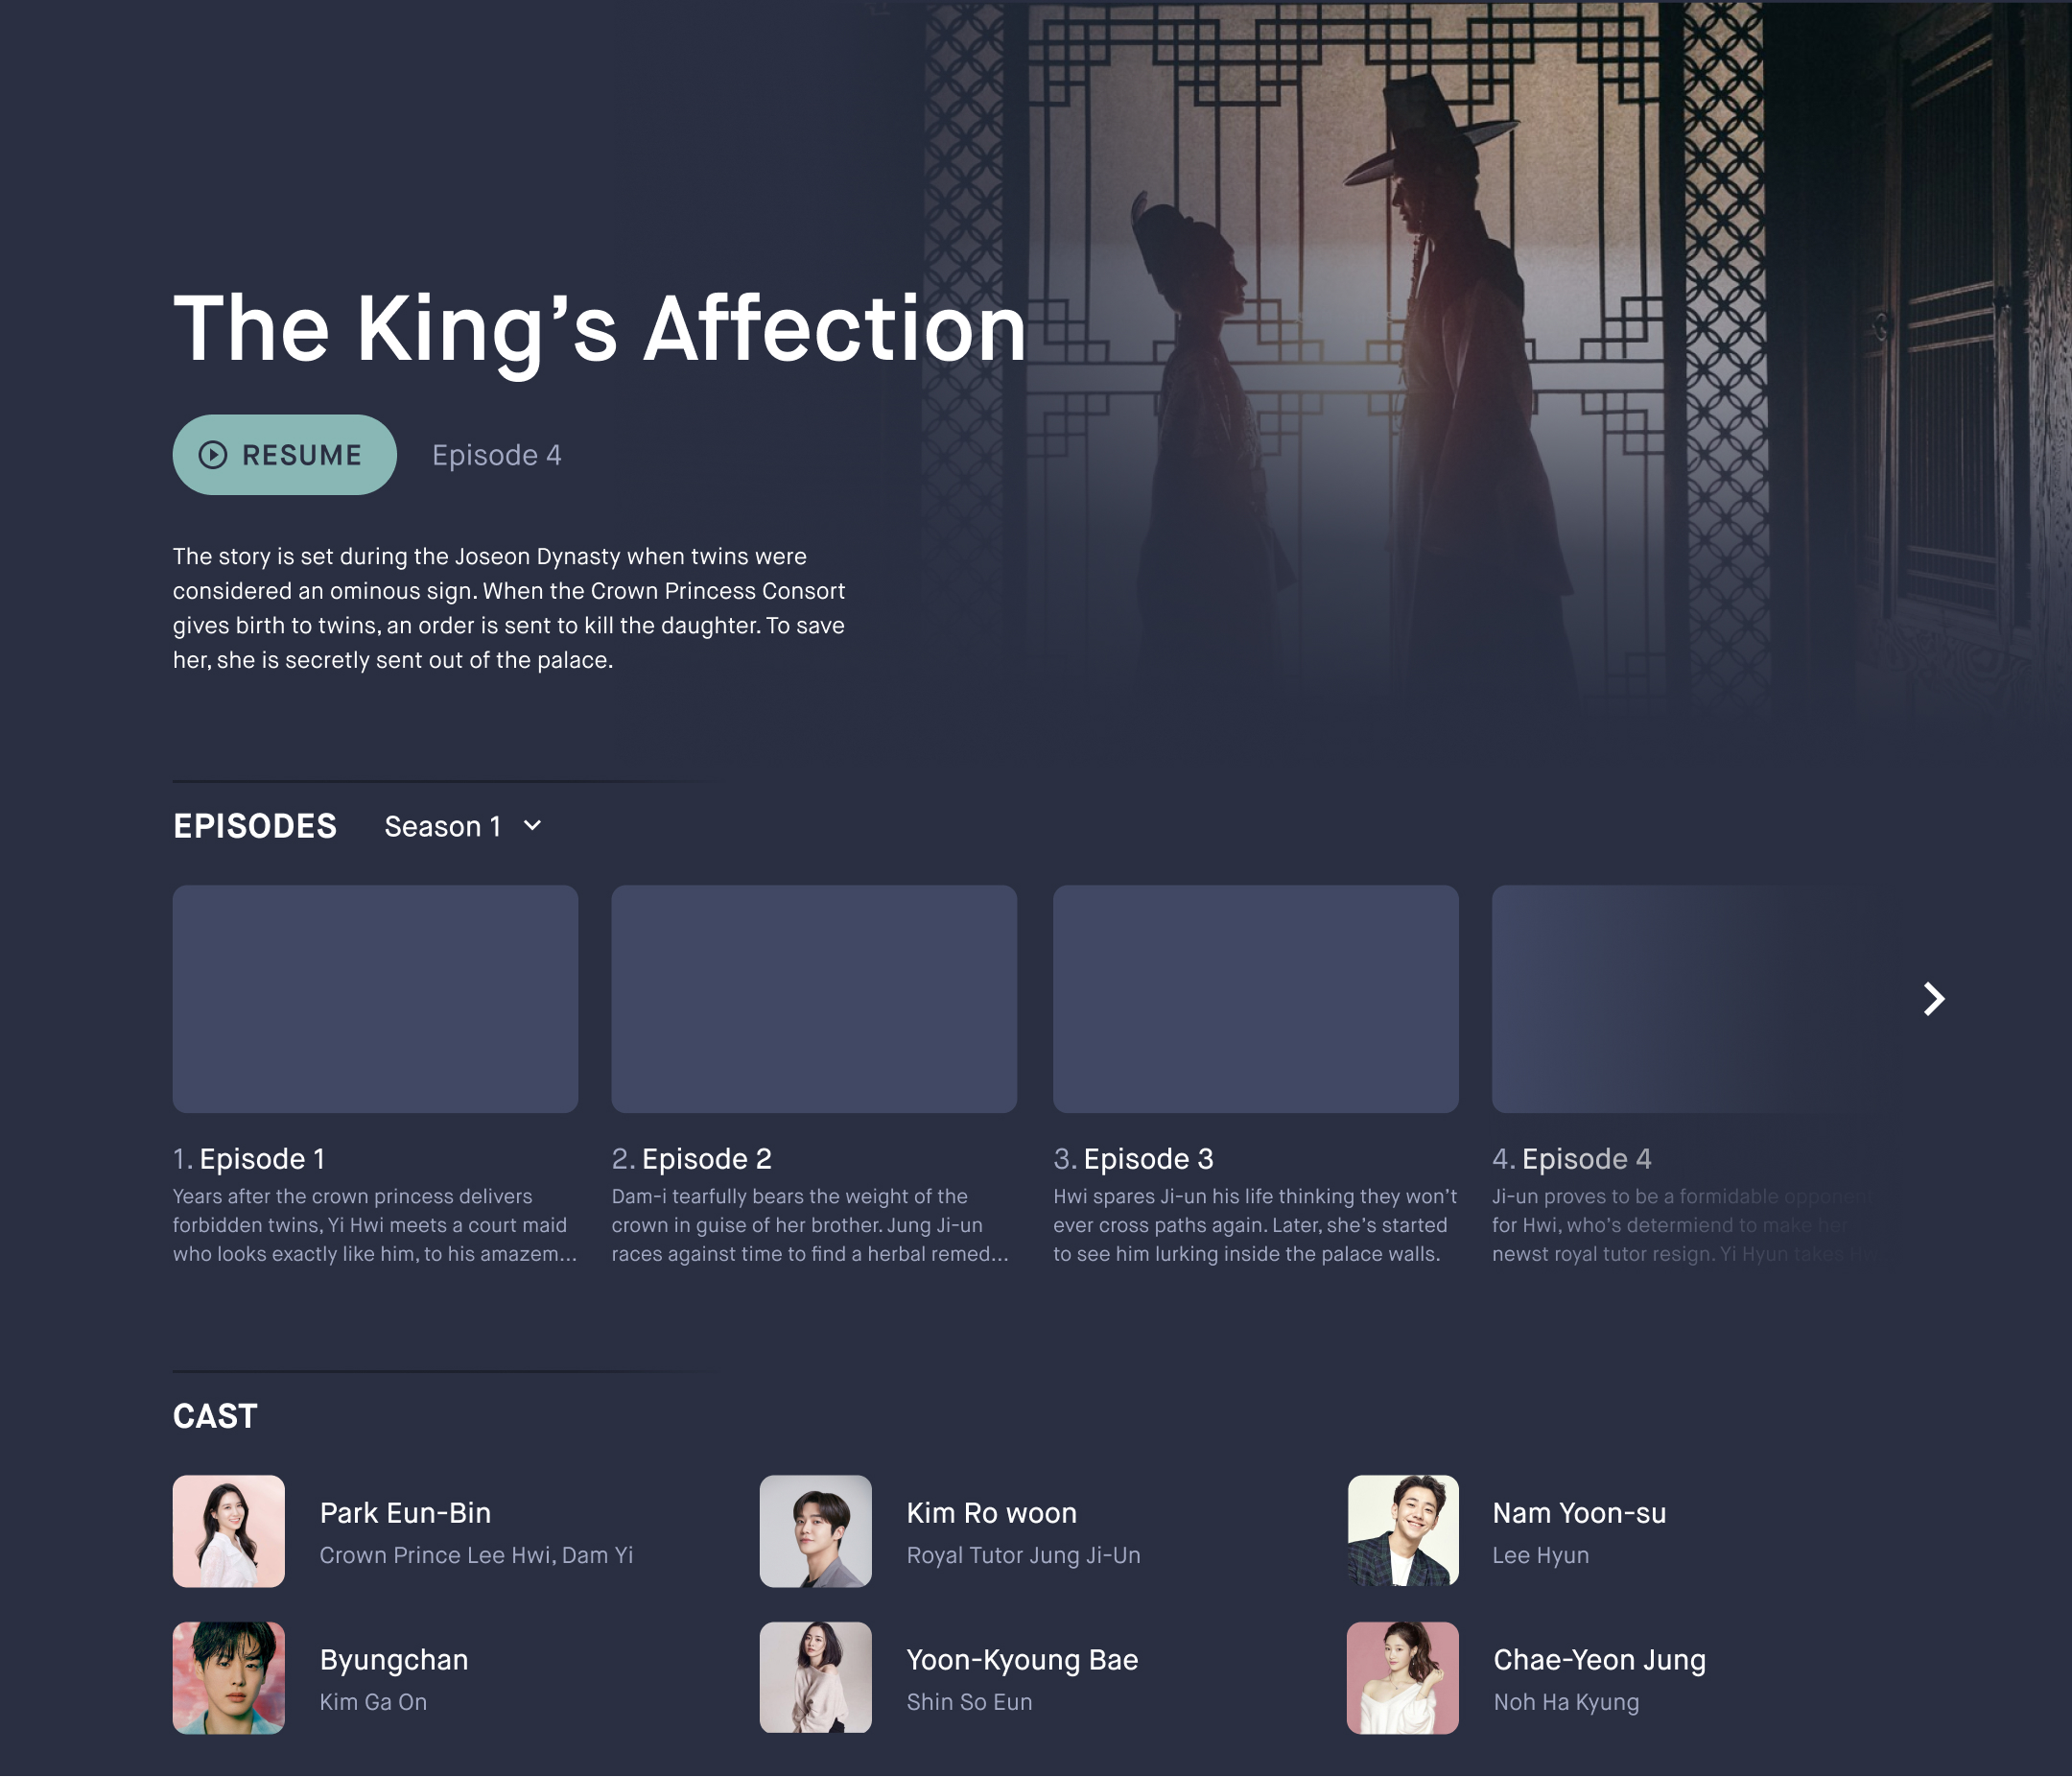 The King’s Affection
RESUME
Episode 4
The story is set during the Joseon Dynasty when twins were
considered an ominous sign. When the Crown Princess Consort
gives birth to twins, an order is sent to kill the daughter. To save
her, she is secretly sent out of the palace.
EPISODES
Season 1
1. Episode 1
Years after the crown princess delivers
forbidden twins, Yi Hwi meets a court maid
who looks exactly like him, to his amazem...
2. Episode 2
Dam-i tearfully bears the weight of the
crown in guise of her brother. Jung Ji-un
races against time to find a herbal remed...
3. Episode 3
Hwi spares Ji-un his life thinking they won’t
ever cross paths again. Later, she’s started
to see him lurking inside the palace walls.
4. Episode 4
Ji-un proves to be a formidable opponent
for Hwi, who’s determiend to make her
newst royal tutor resign. Yi Hyun takes
CAST
Park Eun-Bin
Crown Prince Lee Hwi, Dam Yi
Kim Ro woon
Royal Tutor Jung Ji-Un
Nam Yoon-su
Lee Hyun
Byungchan
Kim Ga On
Yoon-Kyoung Bae
Shin So Eun
Chae-Yeon Jung
Noh Ha Kyung